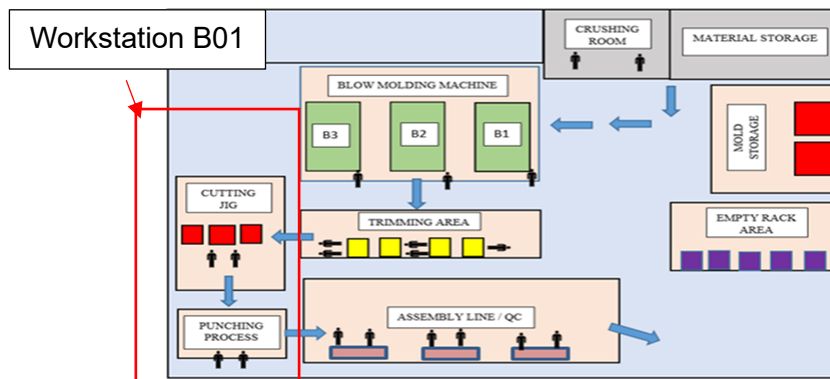 Workstation B01
CRUSHING
ROOM
MATERIAL STORAGE
BLOW MOLDING MACHINE
B3
B2
B1
MOLD
STORAGE
CUTTING
JIG
TRIMMING AREA
EMPTY RACK
AREA
PUNCHING
PROCESS
ASSEMBLY LINE / QC